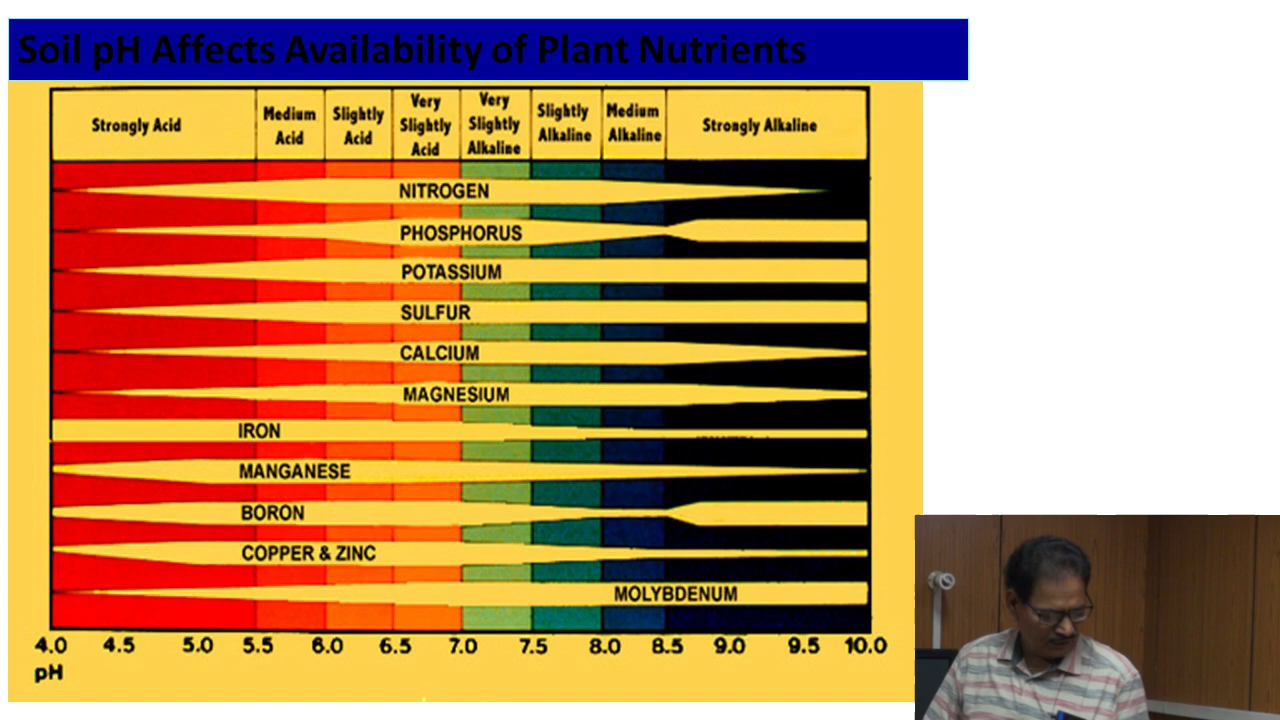 Soil pH Affects Availability of Plant Nutrients
Strongly Acid
Medium
Acid
Slightly
Acid
Very
Slightly
Acid
Very
Slightly
Alkaline
Slightly
Alkaline
Medium
Alkaline
Strongly Alkaline
NITROGEN
PHOSPHORUS
POTASSIUM
SULFUR
CALCIUM
MAGNESIUM
IRON
MANGANESE
BORON
COPPER & ZINC
MOLYBDENUM
4.0 4.5 5.0 5.5 6.0 6.5 7.0 7.5 8.0 8.5 9.0 9.5 10.0
pH